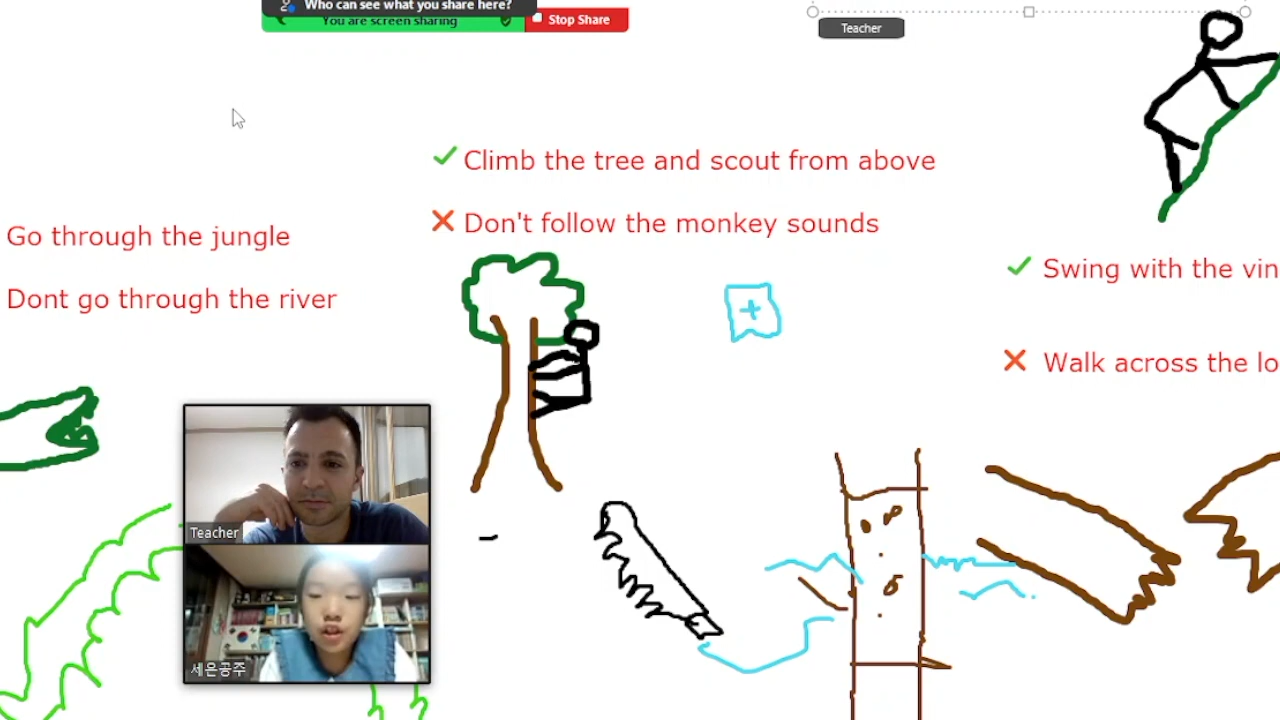 Who can see what you share here?
You are screen sharing
Stop Share
Teacher
Climb the tree and scout from above
Don't follow the monkey sounds
Go through the jungle
Dont go through the river
Swing with the vin
Walk across the lo
Teacher
세은공주